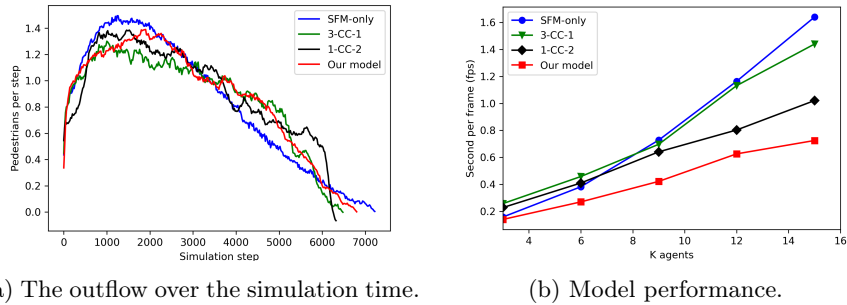 SFM-only
3-CC-1
1-CC-2
Our model
Pedestrians per step
1.4
1.2
1.0
0.8
0.6
0.4
0.2
0.0
0 1000 2000 3000 4000 5000 6000 7000
Simulation step
SFM-only
3-CC-1
1-CC-2
Our model
Second per frame (fps)
1.6
1.4
1.2
1.0
0.8
0.6
0.4
0.2
4 6 8 10 12 14 16
K agents
) The outflow over the simulation time.
(b) Model performance.